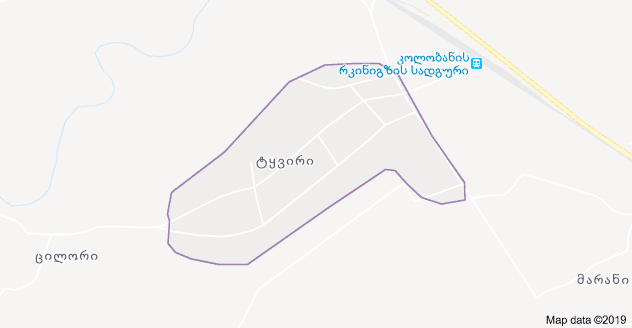 კოლობანის
რკინიგზის სადგური
ტყვირი
ცილორი
მარანი
Map data ©2019